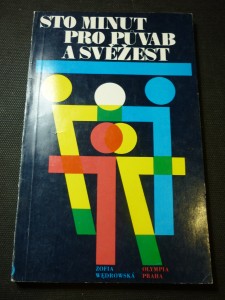 STO MINUT
PRO PŮVAB
A SVĚŽEST
ZOFIA
WĘDROWSKÁ
OLYMPIA
PRAHA